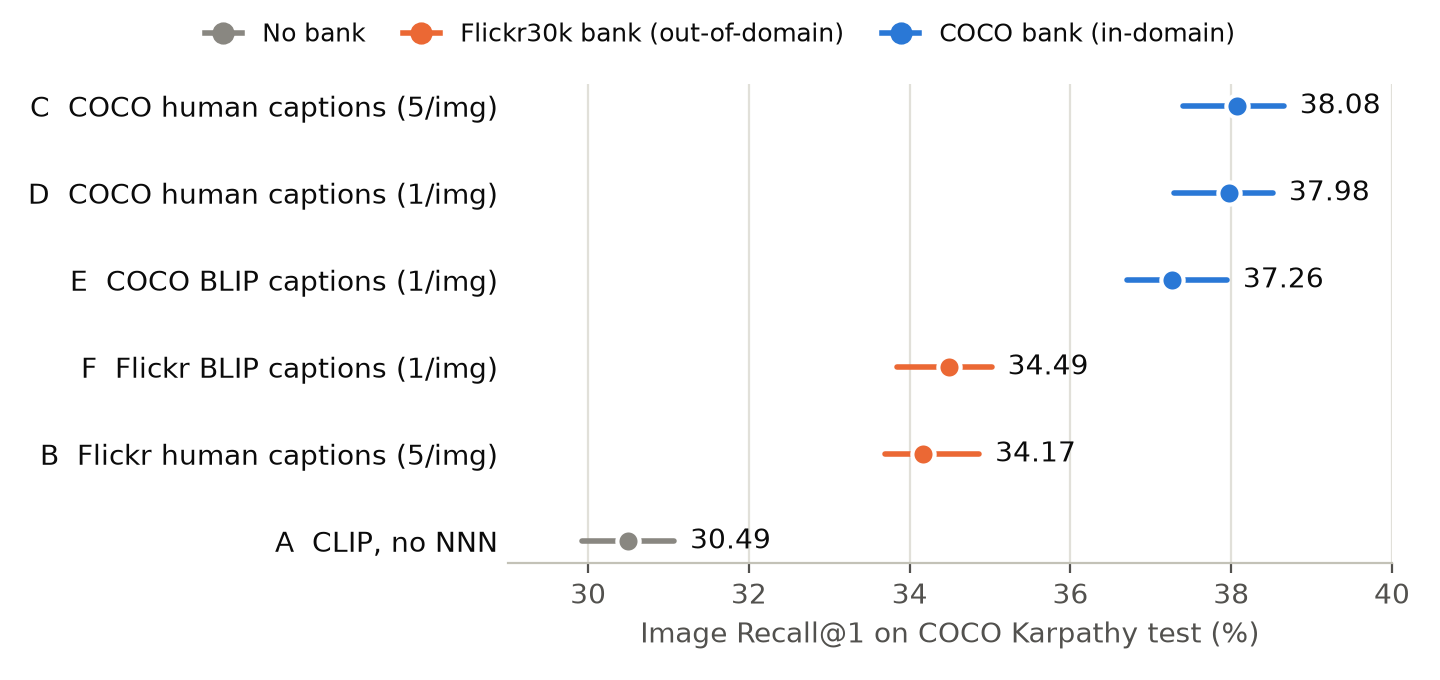 No bank Flickr30k bank (out-of-domain) COCO bank (in-domain)
C COCO human captions (5/img) 38.08
D COCO human captions (1/img) 37.98
E COCO BLIP captions (1/img) 37.26
F Flickr BLIP captions (1/img) 34.49
B Flickr human captions (5/img) 34.17
A CLIP, no NNN 30.49
30 32 34 36 38 40
Image Recall@1 on COCO Karpathy test (%)